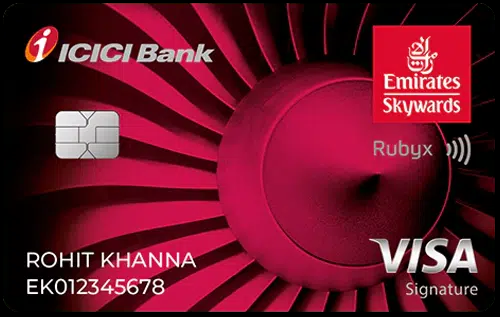 ICICI Bank
Emirates
Skywards
Rubyx
ROHIT KHANNA
EK012345678
VISA
Signature